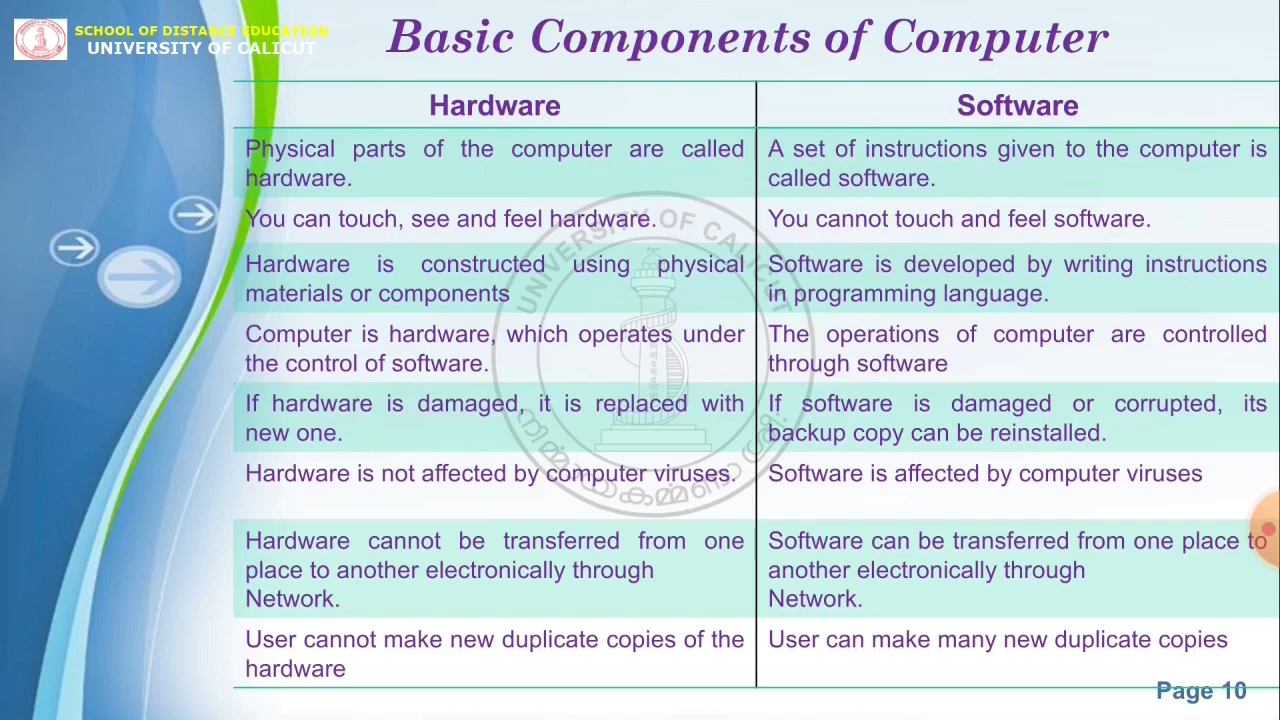 SCHOOL OF DISTANCE EDUCATION
UNIVERSITY OF CALICUT
Basic Components of Computer
Hardware
Software
Physical parts of the computer are called
hardware.
A set of instructions given to the computer is
called software.
You can touch, see and feel hardware.
You cannot touch and feel software.
Hardware is constructed using physical
materials or components
Software is developed by writing instructions
in programming language.
Computer is hardware, which operates under
the control of software.
The operations of computer are controlled
through software
If hardware is damaged, it is replaced with
new one.
If software is damaged or corrupted, its
backup copy can be reinstalled.
Hardware is not affected by computer viruses.
Software is affected by computer viruses
Hardware cannot be transferred from one
place to another electronically through
Network.
Software can be transferred from one place to
another electronically through
Network.
User cannot make new duplicate copies of the
hardware
User can make many new duplicate copies
UNIVERSITY OF CALICUT
Page 10